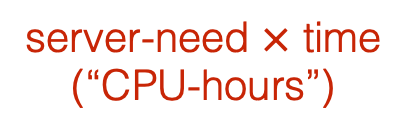 server-need × time
(“CPU-hours”)